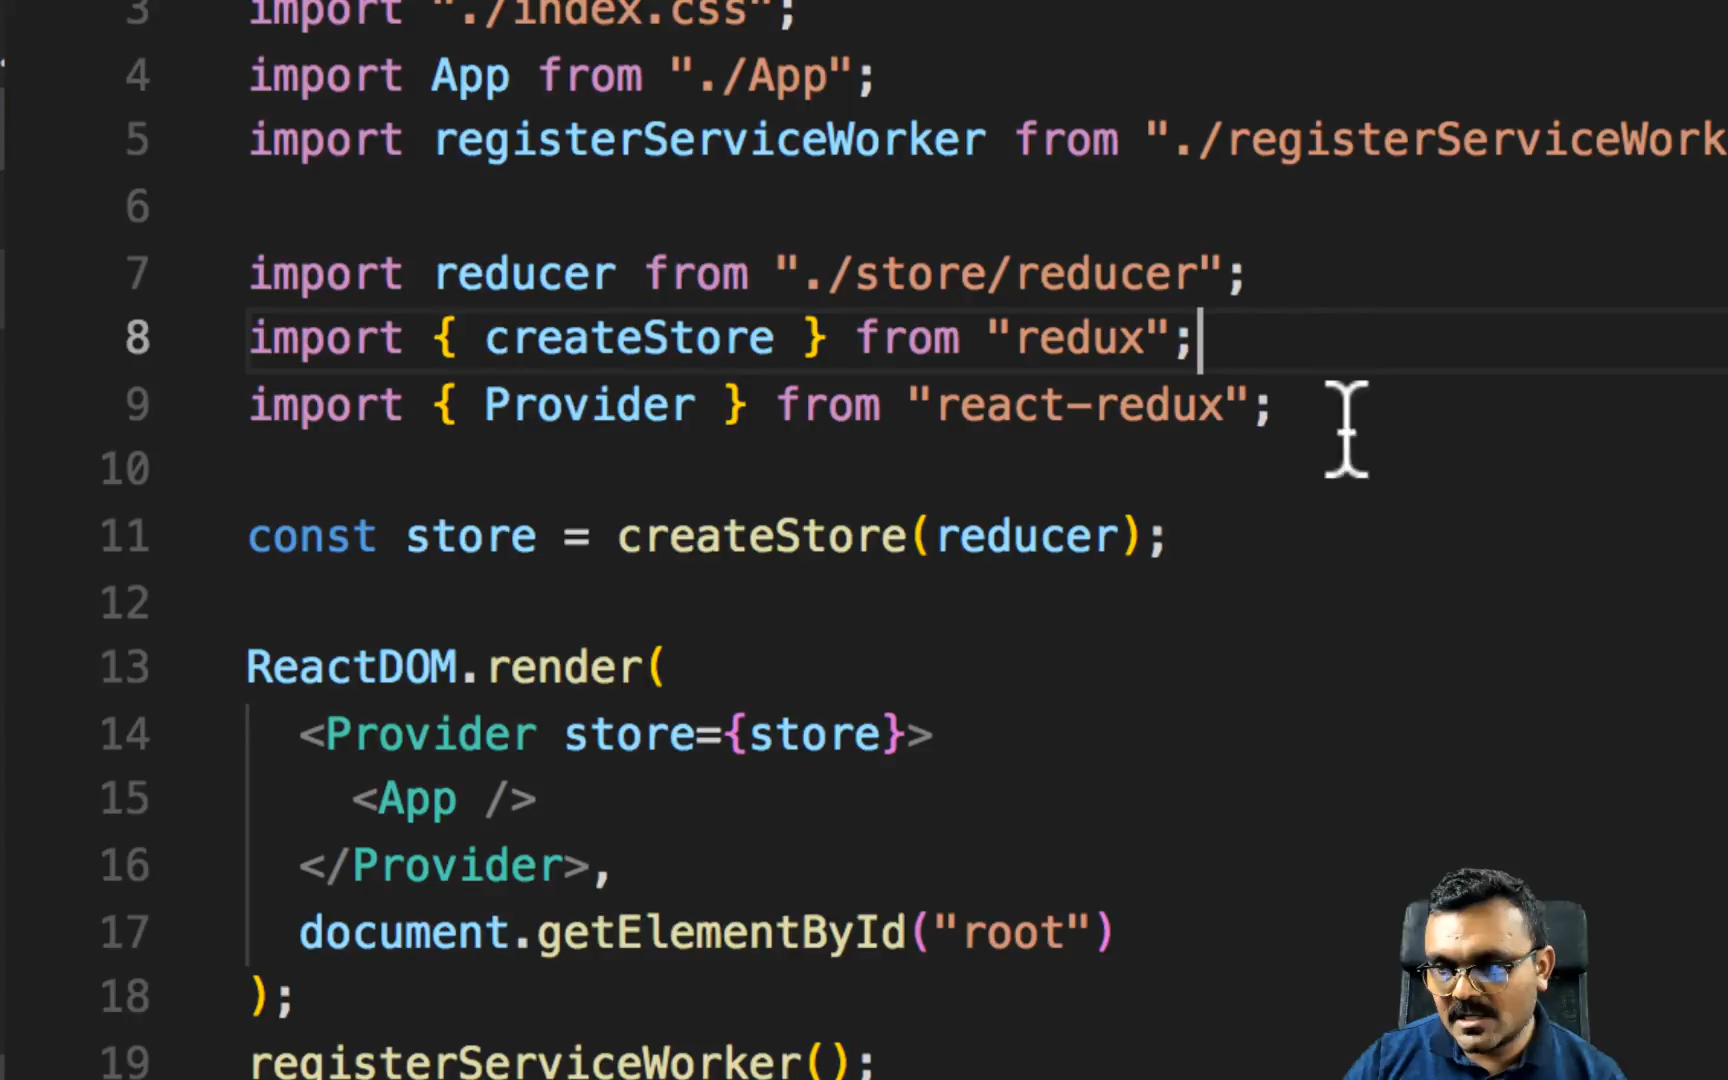 3 import "./index.css";
4 import App from "./App";
5 import registerServiceWorker from "./registerServiceWork
6
7 import reducer from "./store/reducer";
8 import { createStore } from "redux";
9 import { Provider } from "react-redux";
10
11 const store = createStore(reducer);
12
13 ReactDOM.render(
14 <Provider store={store}>
15 <App />
16 </Provider>,
17 document.getElementById("root")
18 );
19 registerServiceWorker();